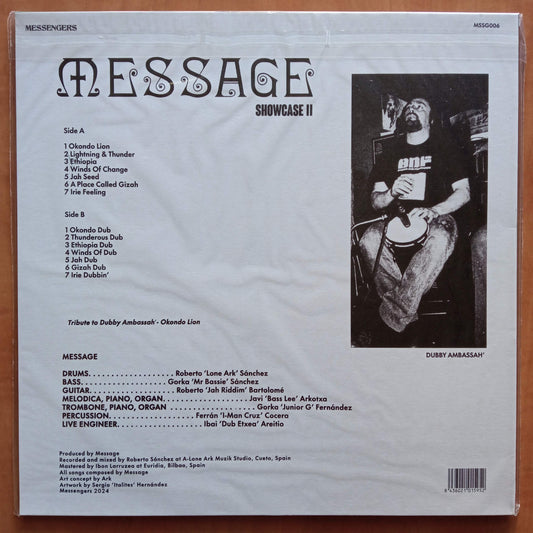 MESSENGERS
MSSG006
MESSAGE
SHOWCASE II
Side A
1 Okondo Lion
2 Lightning & Thunder
3 Ethiopia
4 Winds Of Change
5 Jah Seed
6 A Place Called Gizah
7 Irie Feeling
Side B
1 Okondo Dub
2 Thunderous Dub
3 Ethiopia Dub
4 Winds Of Dub
5 Jah Dub
6 Gizah Dub
7 Irie Dubbin'
Tribute to Dubby Ambassah' - Okondo Lion
DUBBY AMBASSAH'
MESSAGE
DRUMS. . . . . . . . . . . . . . . . . . Roberto 'Lone Ark' Sánchez
BASS. . . . . . . . . . . . . . . . . . Gorka 'Mr Bassie' Sánchez
GUITAR. . . . . . . . . . . . . . . . . . Roberto 'Jah Riddim' Bartolomé
MELODICA, PIANO, ORGAN. . . . . . . . . . . . . . . . . . Javi 'Bass Lee' Arkotxa
TROMBONE, PIANO, ORGAN . . . . . . . . . . . . . . . . . . Gorka 'Junior G' Fernández
PERCUSSION. . . . . . . . . . . . . . . . . . Ferrán 'I-Man Cruz' Cocera
LIVE ENGINEER. . . . . . . . . . . . . . . . . . Ibai 'Dub Etxea' Areitio
Produced by Message
Recorded and mixed by Roberto Sánchez at A-Lone Ark Muzik Studio, Cueto, Spain
Mastered by Ibon Larruzea at Euridia, Bilbao, Spain
All songs composed by Message
Art concept by Ark
Artwork by Sergio 'Italites' Hernández
Messengers 2024
8 436021 015952